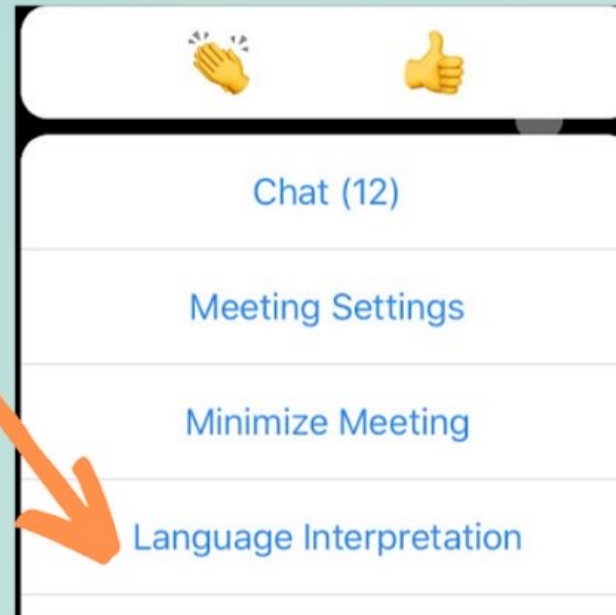 Chat (12)
Meeting Settings
Minimize Meeting
Language Interpretation